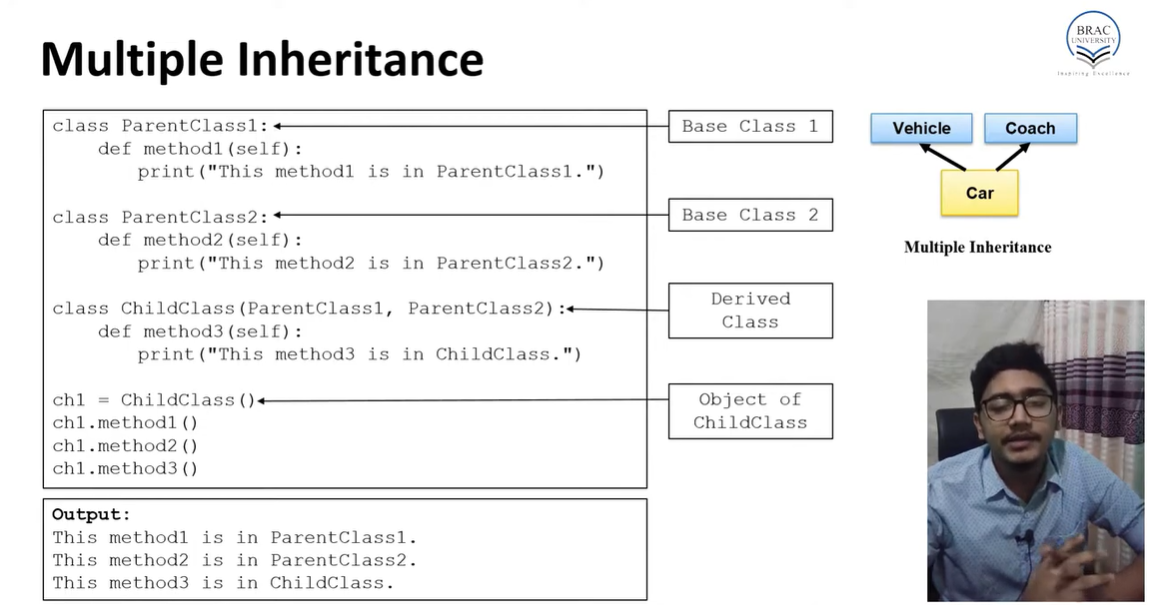 Multiple Inheritance
BRAC
UNIVERSITY
Inspiring Excellence
class ParentClass1:
def method1(self):
print("This method1 is in ParentClass1.")
class ParentClass2:
def method2(self):
print("This method2 is in ParentClass2.")
class ChildClass(ParentClass1, ParentClass2):
def method3(self):
print("This method3 is in ChildClass.")
ch1 = ChildClass()
ch1.method1()
ch1.method2()
ch1.method3()
Base Class 1
Base Class 2
Derived
Class
Object of
ChildClass
Vehicle
Coach
Car
Multiple Inheritance
Output:
This method1 is in ParentClass1.
This method2 is in ParentClass2.
This method3 is in ChildClass.